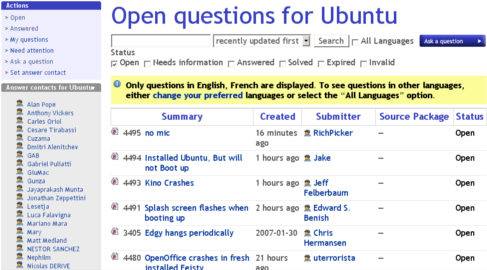 Actions
Open
Answered
My questions
Need attention
Ask a question
Set answer contact
Answer contacts for Ubuntu
Alan Pope
Anthony Vickers
Carles Oriol
Cesare Tirabassi
Cuzama
Dmitri Alenitchev
GAB
Gabriel Puliatti
GluMac
Gunza
Jayaprakash Munta
Jonathan Zeppettini
Lesetja
Luca Falavigna
Mariano Mara
Mary
Matt Medland
NESTOR SANCHEZ
Nephilm
Nicolas DERIVE
Open questions for Ubuntu
recently updated first Search All Languages Ask a question
Status
Open Needs information Answered Solved Expired Invalid
Only questions in English, French are displayed. To see questions in other languages,
either change your preferred languages or select the “All Languages” option.
Summary Created Submitter Source Package Status
4495 no mic 16 minutes ago RichPicker — Open
4494 Installed Ubuntu, But will not Boot up 1 hours ago Jake — Open
4493 Kino Crashes 1 hours ago Jeff Felberbaum — Open
4491 Splash screen flashes when booting up 2 hours ago Edward S. Benish — Open
3405 Edgy hangs periodically 2007-01-30 Chris Hermansen — Open
4480 OpenOffice crashes in fresh installed Feisty 21 hours ago uterrorista — Open